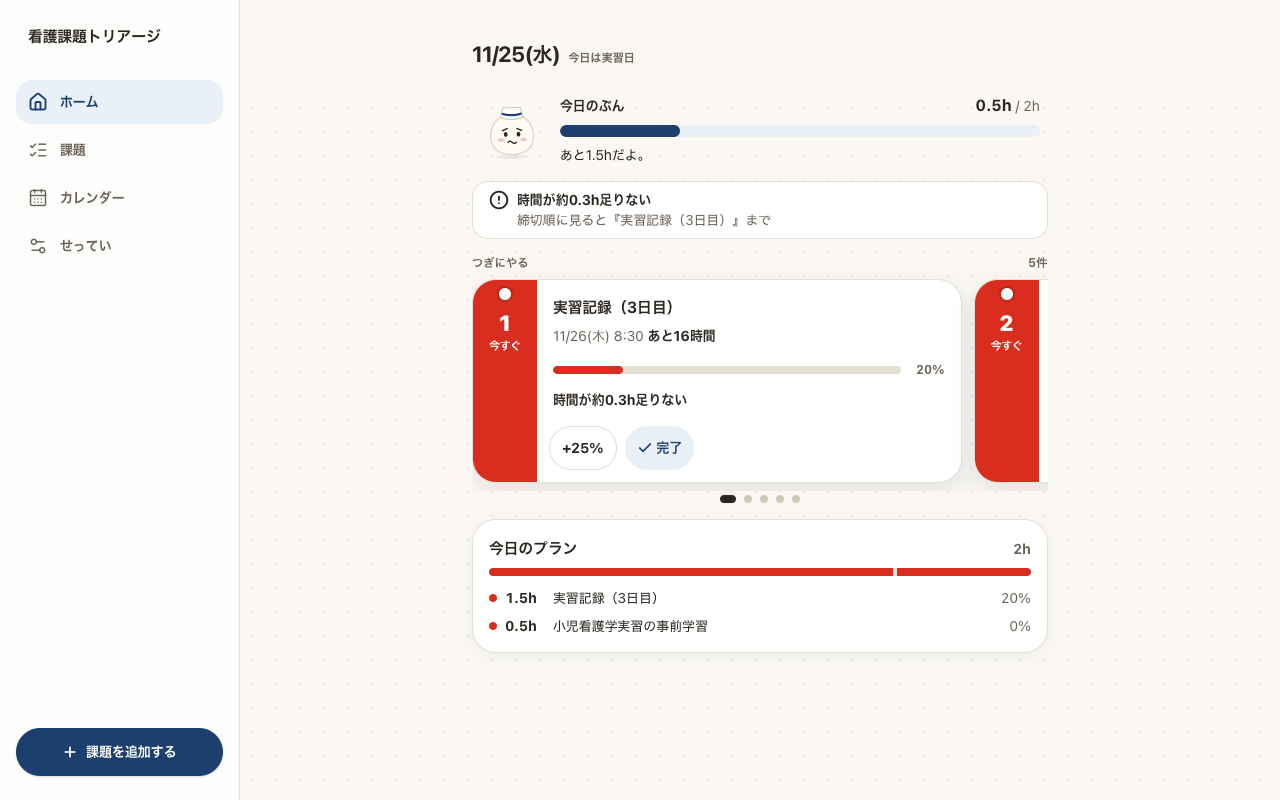 看護課題トリアージ
ホーム
課題
カレンダー
せってい
課題を追加する
11/25(水) 今日は実習日
今日のぶん 0.5h / 2h
あと1.5hだよ。
時間が約0.3h足りない
締切順に見ると『実習記録（3日目）』まで
つぎにやる 5件
1
今すぐ
実習記録（3日目）
11/26(木) 8:30 あと16時間
20%
時間が約0.3h足りない
+25% 完了
2
今すぐ
今日のプラン 2h
1.5h 実習記録（3日目） 20%
0.5h 小児看護学実習の事前学習 0%